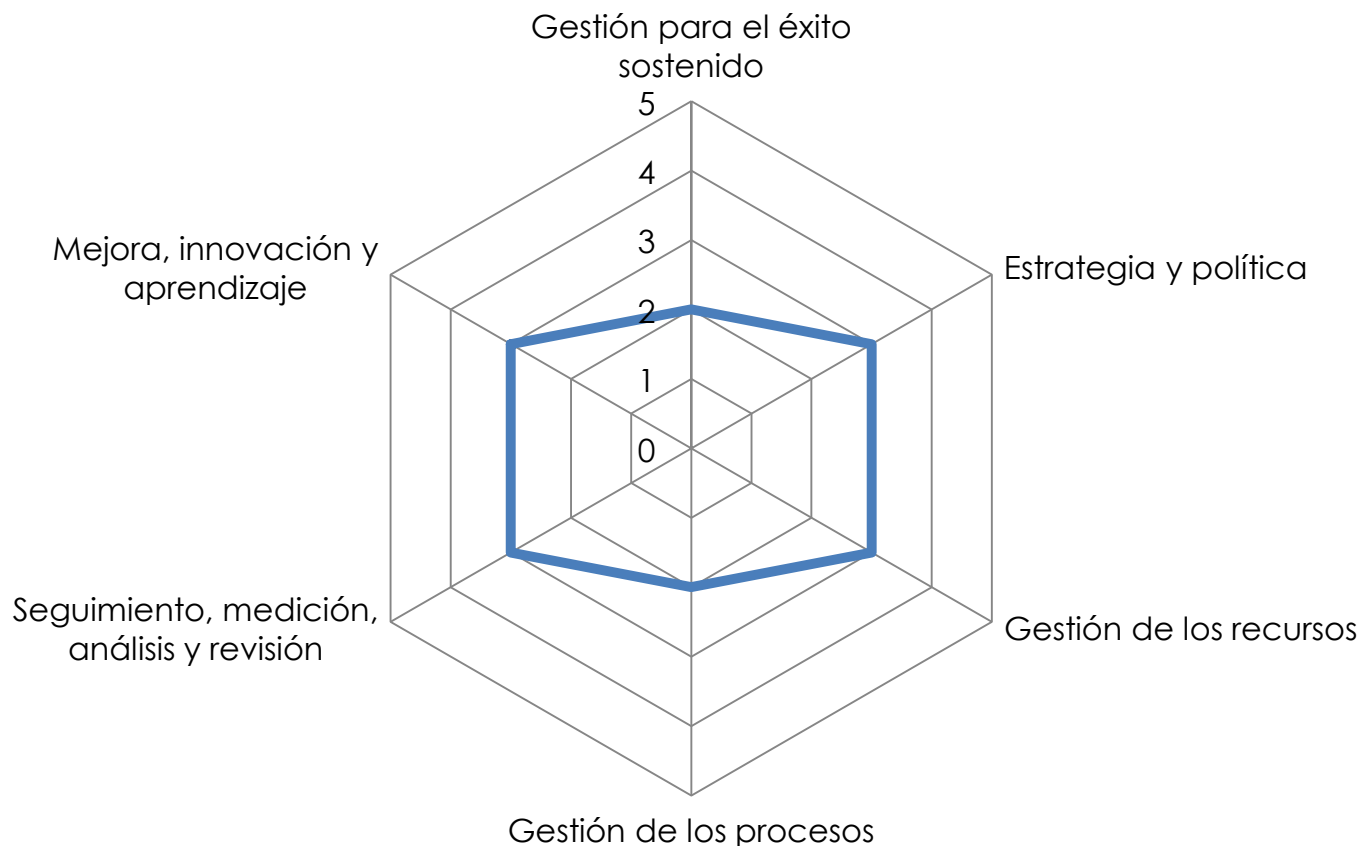 Gestión para el éxito
sostenido
5
4
3
2
1
0
Mejora, innovación y
aprendizaje
Estrategia y política
Seguimiento, medición,
análisis y revisión
Gestión de los recursos
Gestión de los procesos